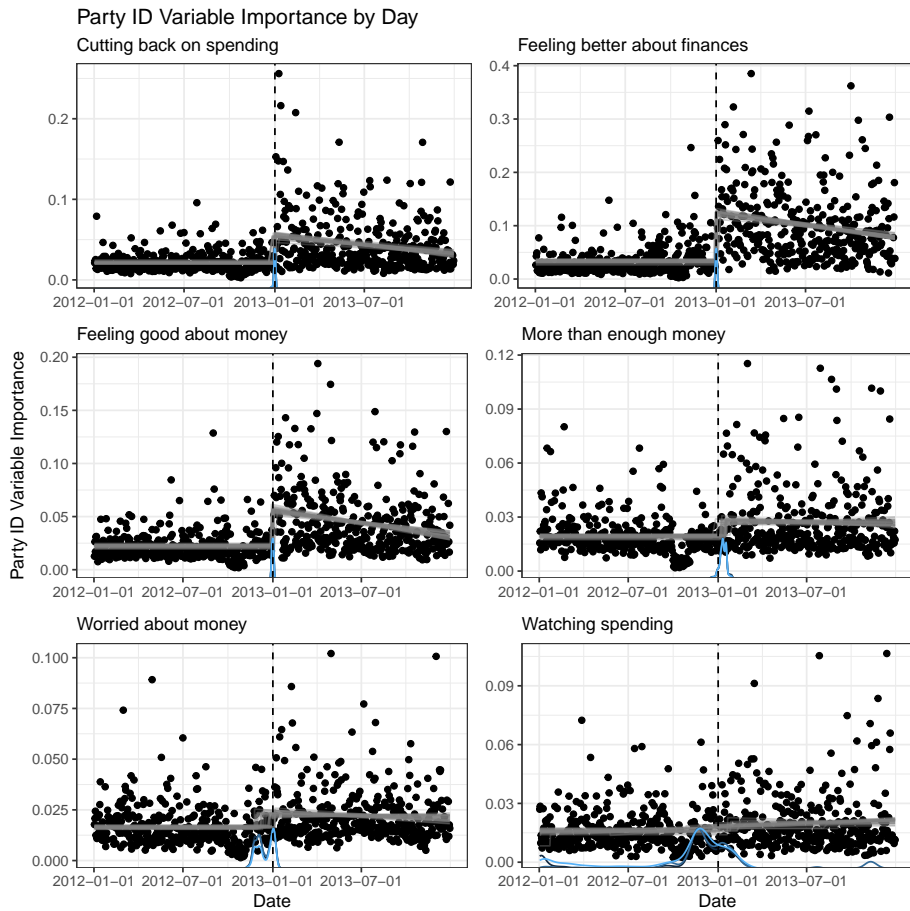 Party ID Variable Importance by Day
Cutting back on spending
Feeling better about finances
0.2
0.1
0.0
0.4
0.3
0.2
0.1
0.0
2012−01−01 2012−07−01 2013−01−01 2013−07−01
2012−01−01 2012−07−01 2013−01−01 2013−07−01
Feeling good about money
More than enough money
Party ID Variable Importance
0.20
0.15
0.10
0.05
0.00
0.12
0.09
0.06
0.03
0.00
2012−01−01 2012−07−01 2013−01−01 2013−07−01
2012−01−01 2012−07−01 2013−01−01 2013−07−01
Worried about money
Watching spending
0.100
0.075
0.050
0.025
0.000
0.09
0.06
0.03
0.00
2012−01−01 2012−07−01 2013−01−01 2013−07−01
2012−01−01 2012−07−01 2013−01−01 2013−07−01
Date
Date